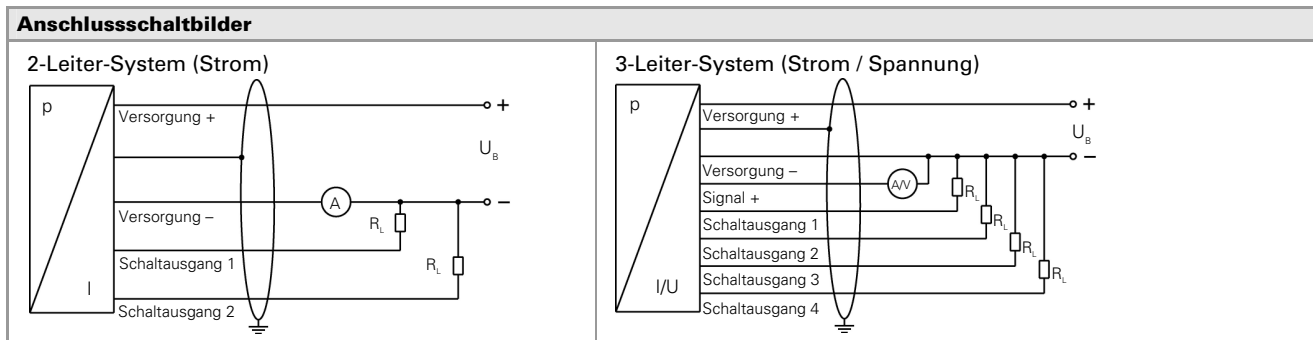 Anschlussschaltbilder
2-Leiter-System (Strom)
p
Versorgung +
+
U_B
A
Versorgung –
–
R_L
Schaltausgang 1
R_L
I
Schaltausgang 2
3-Leiter-System (Strom / Spannung)
p
Versorgung +
+
U_B
–
Versorgung –
A/V
Signal +
R_L
Schaltausgang 1
R_L
Schaltausgang 2
R_L
Schaltausgang 3
R_L
I/U
Schaltausgang 4